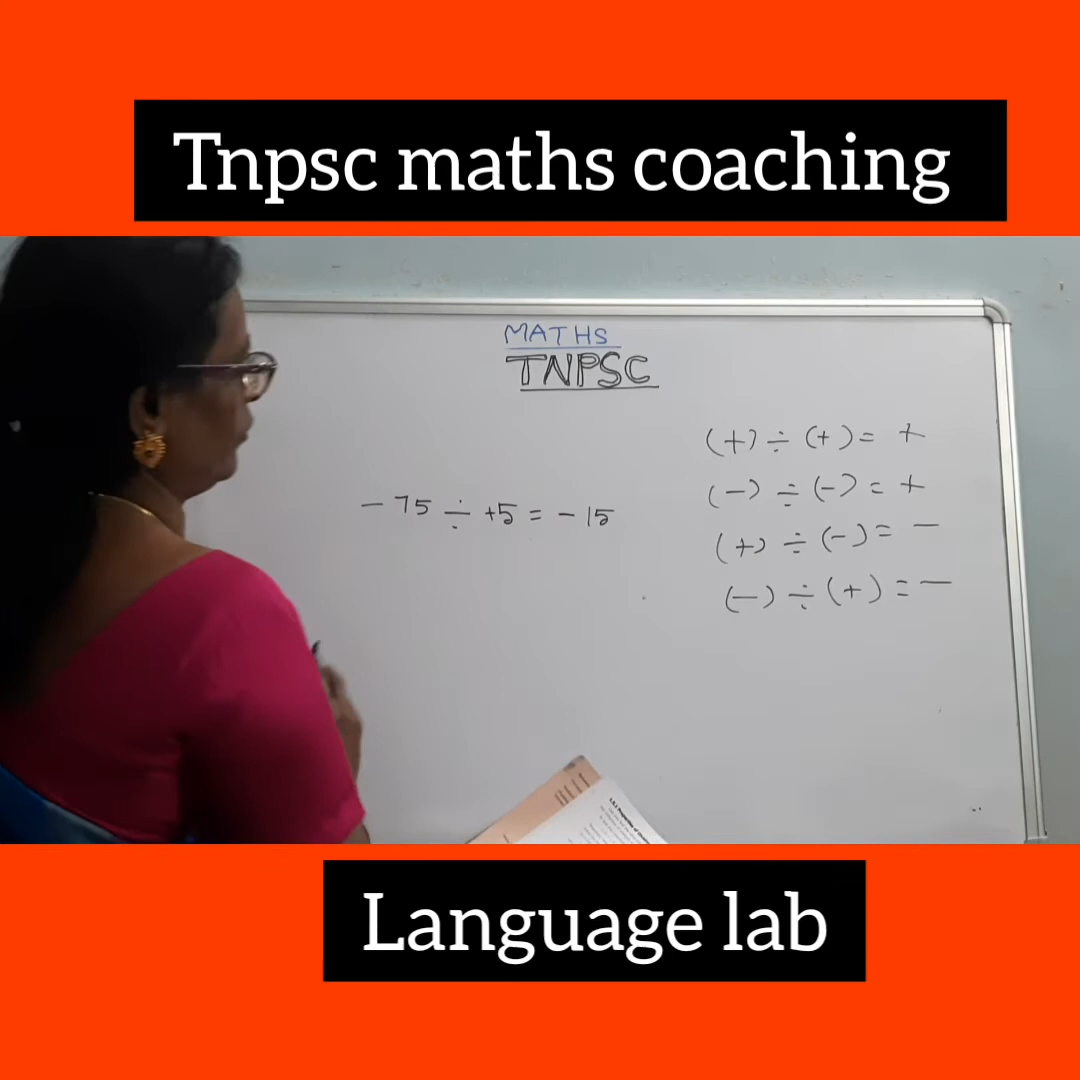 Tnpsc maths coaching
MATHS
TNPSC
(+) ÷ (+) = +
(-) ÷ (-) = +
- 75 ÷ +5 = - 15
(+) ÷ (-) = -
(-) ÷ (+) = -
Language lab